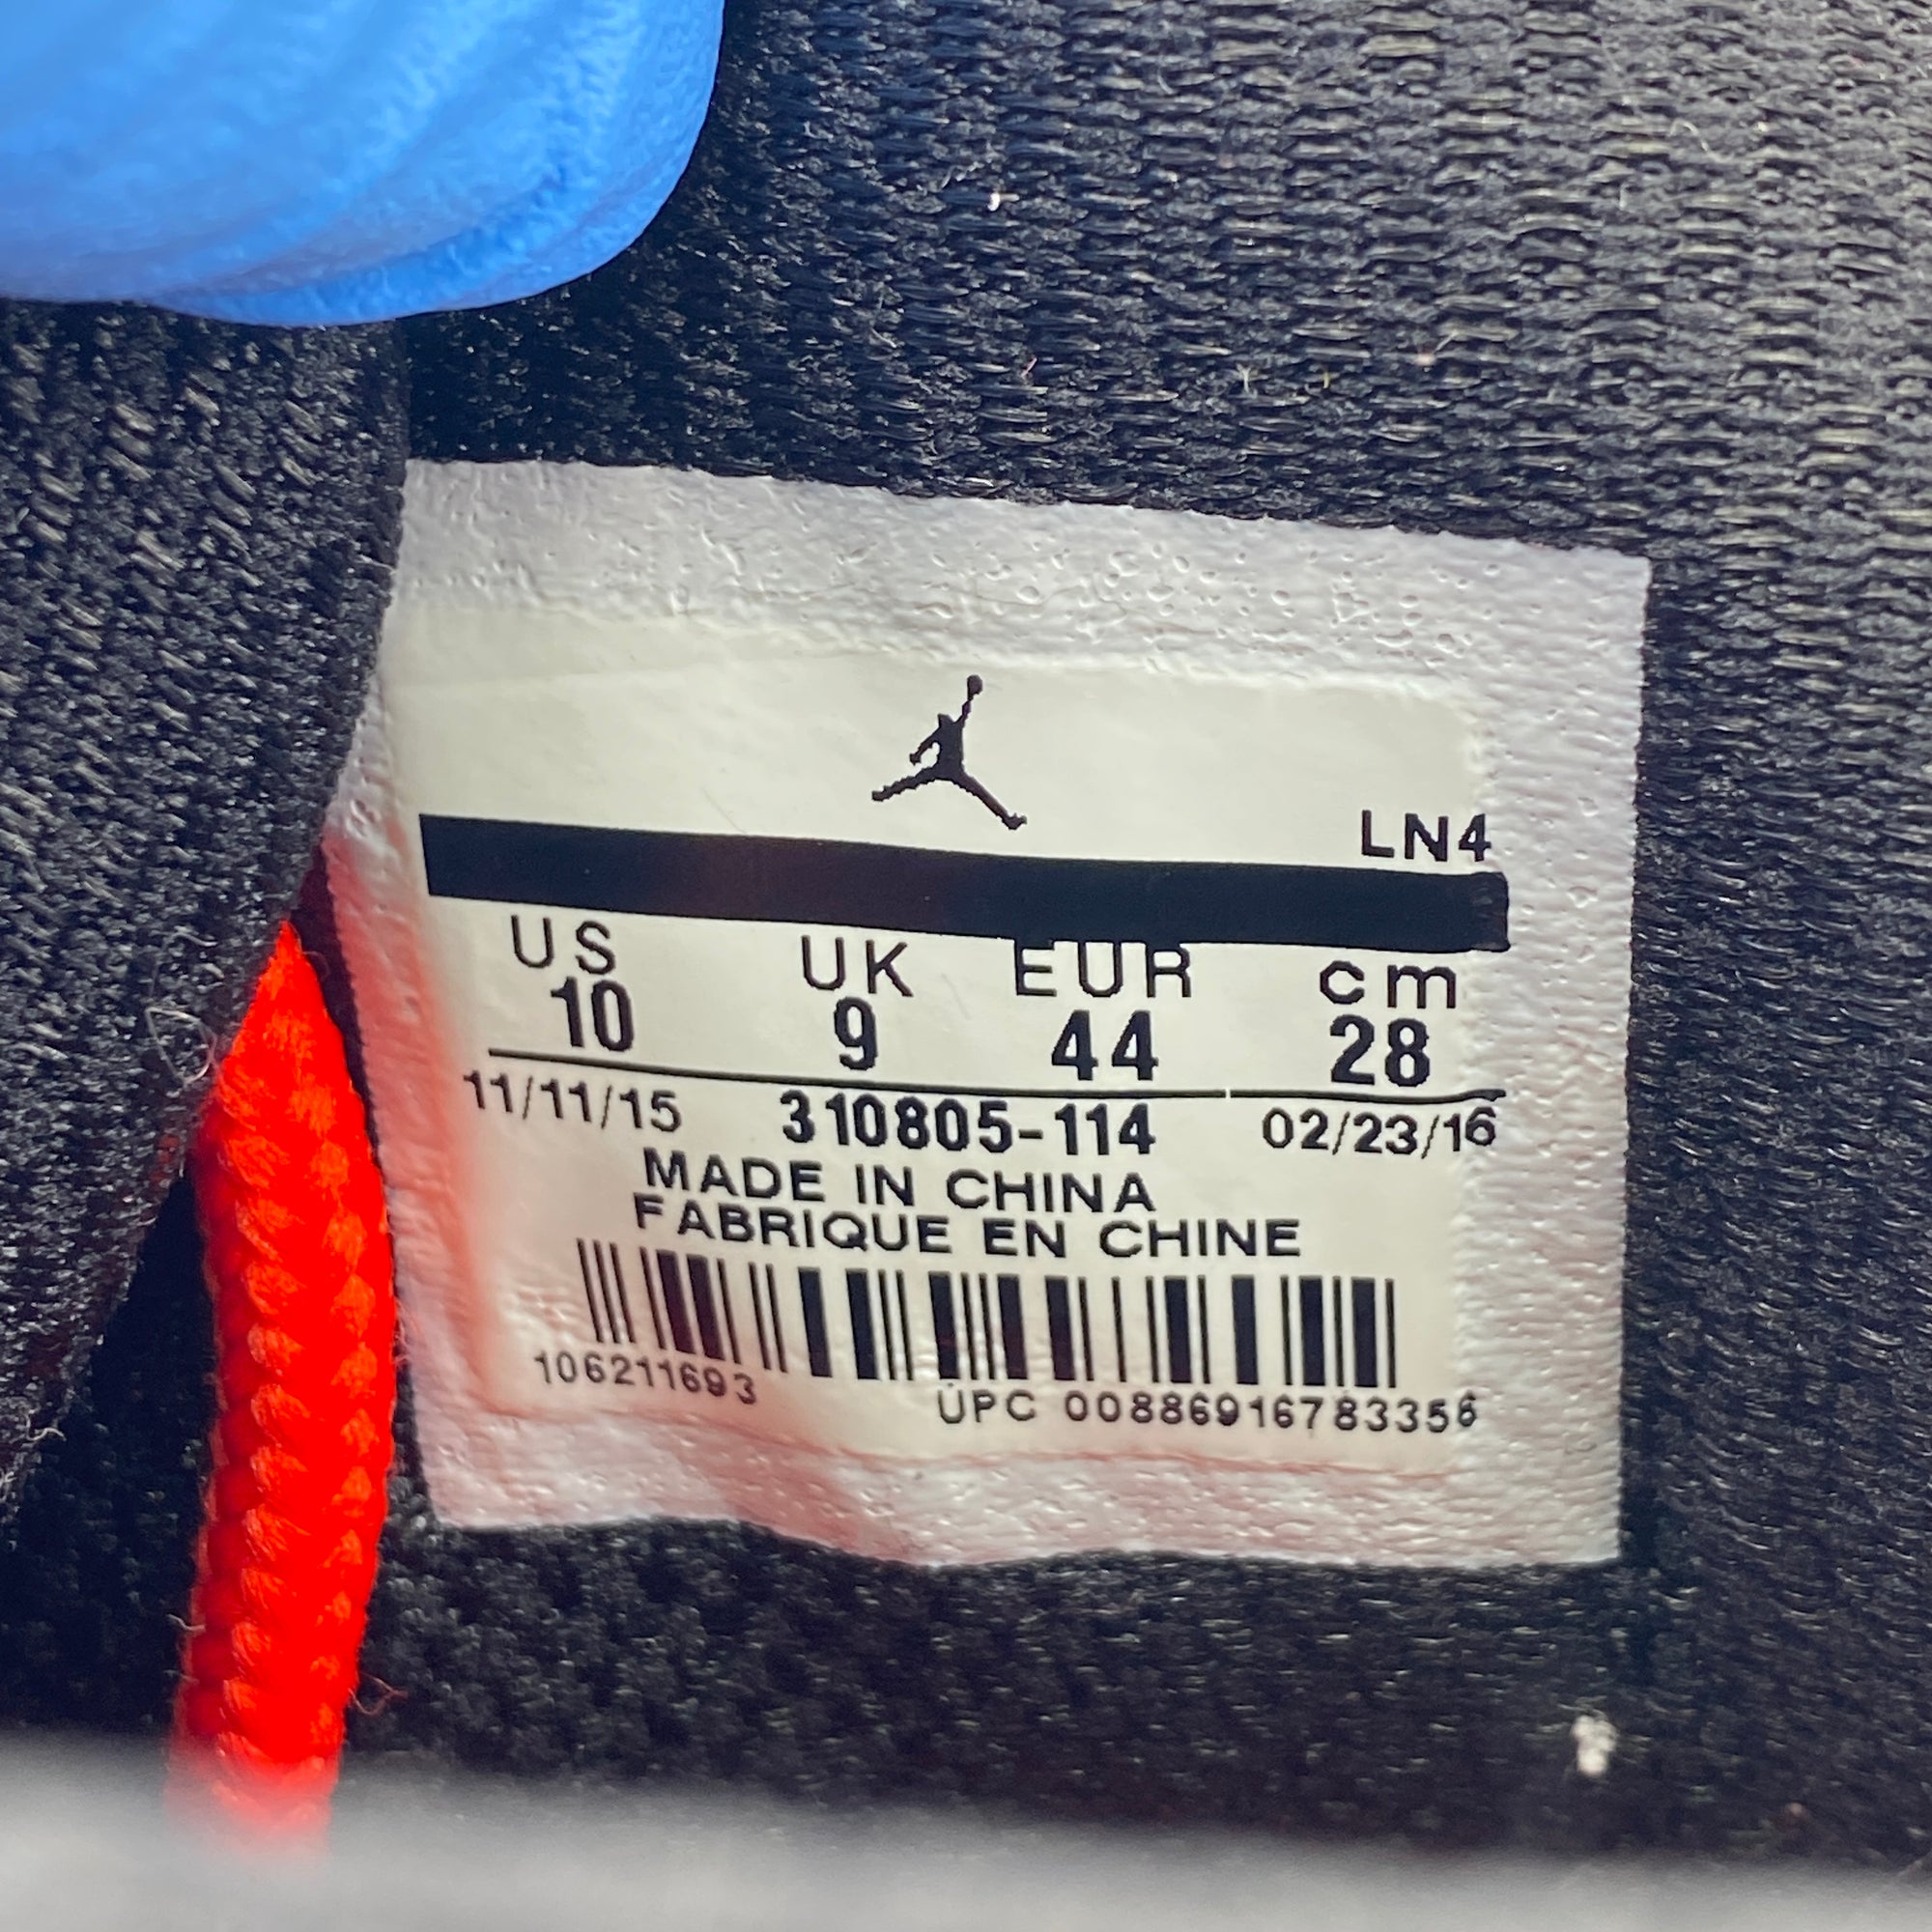 LN4
US UK EUR cm
10 9 44 28
11/11/15 310805-114 02/23/16
MADE IN CHINA
FABRIQUE EN CHINE
106211693
UPC 00886916783356